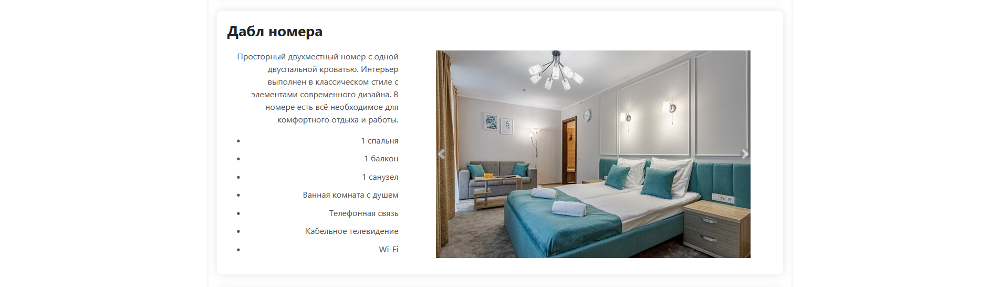 Дабл номера
Просторный двухместный номер с одной
двуспальной кроватью. Интерьер
выполнен в классическом стиле с
элементами современного дизайна. В
номере есть всё необходимое для
комфортного отдыха и работы.
• 1 спальня
• 1 балкон
• 1 санузел
• Ванная комната с душем
• Телефонная связь
• Кабельное телевидение
• Wi-Fi